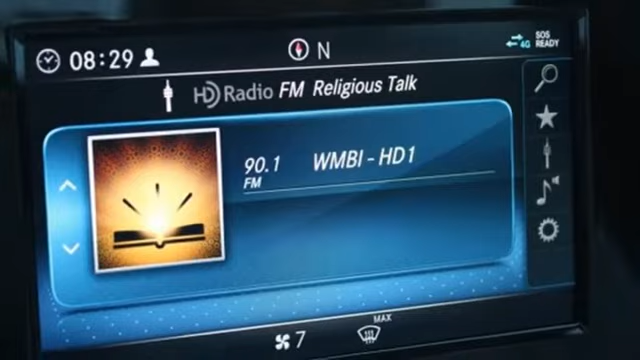 08:29
N
4G
SOS
READY
HD Radio FM Religious Talk
90.1 WMBI - HD1
FM
7
MAX